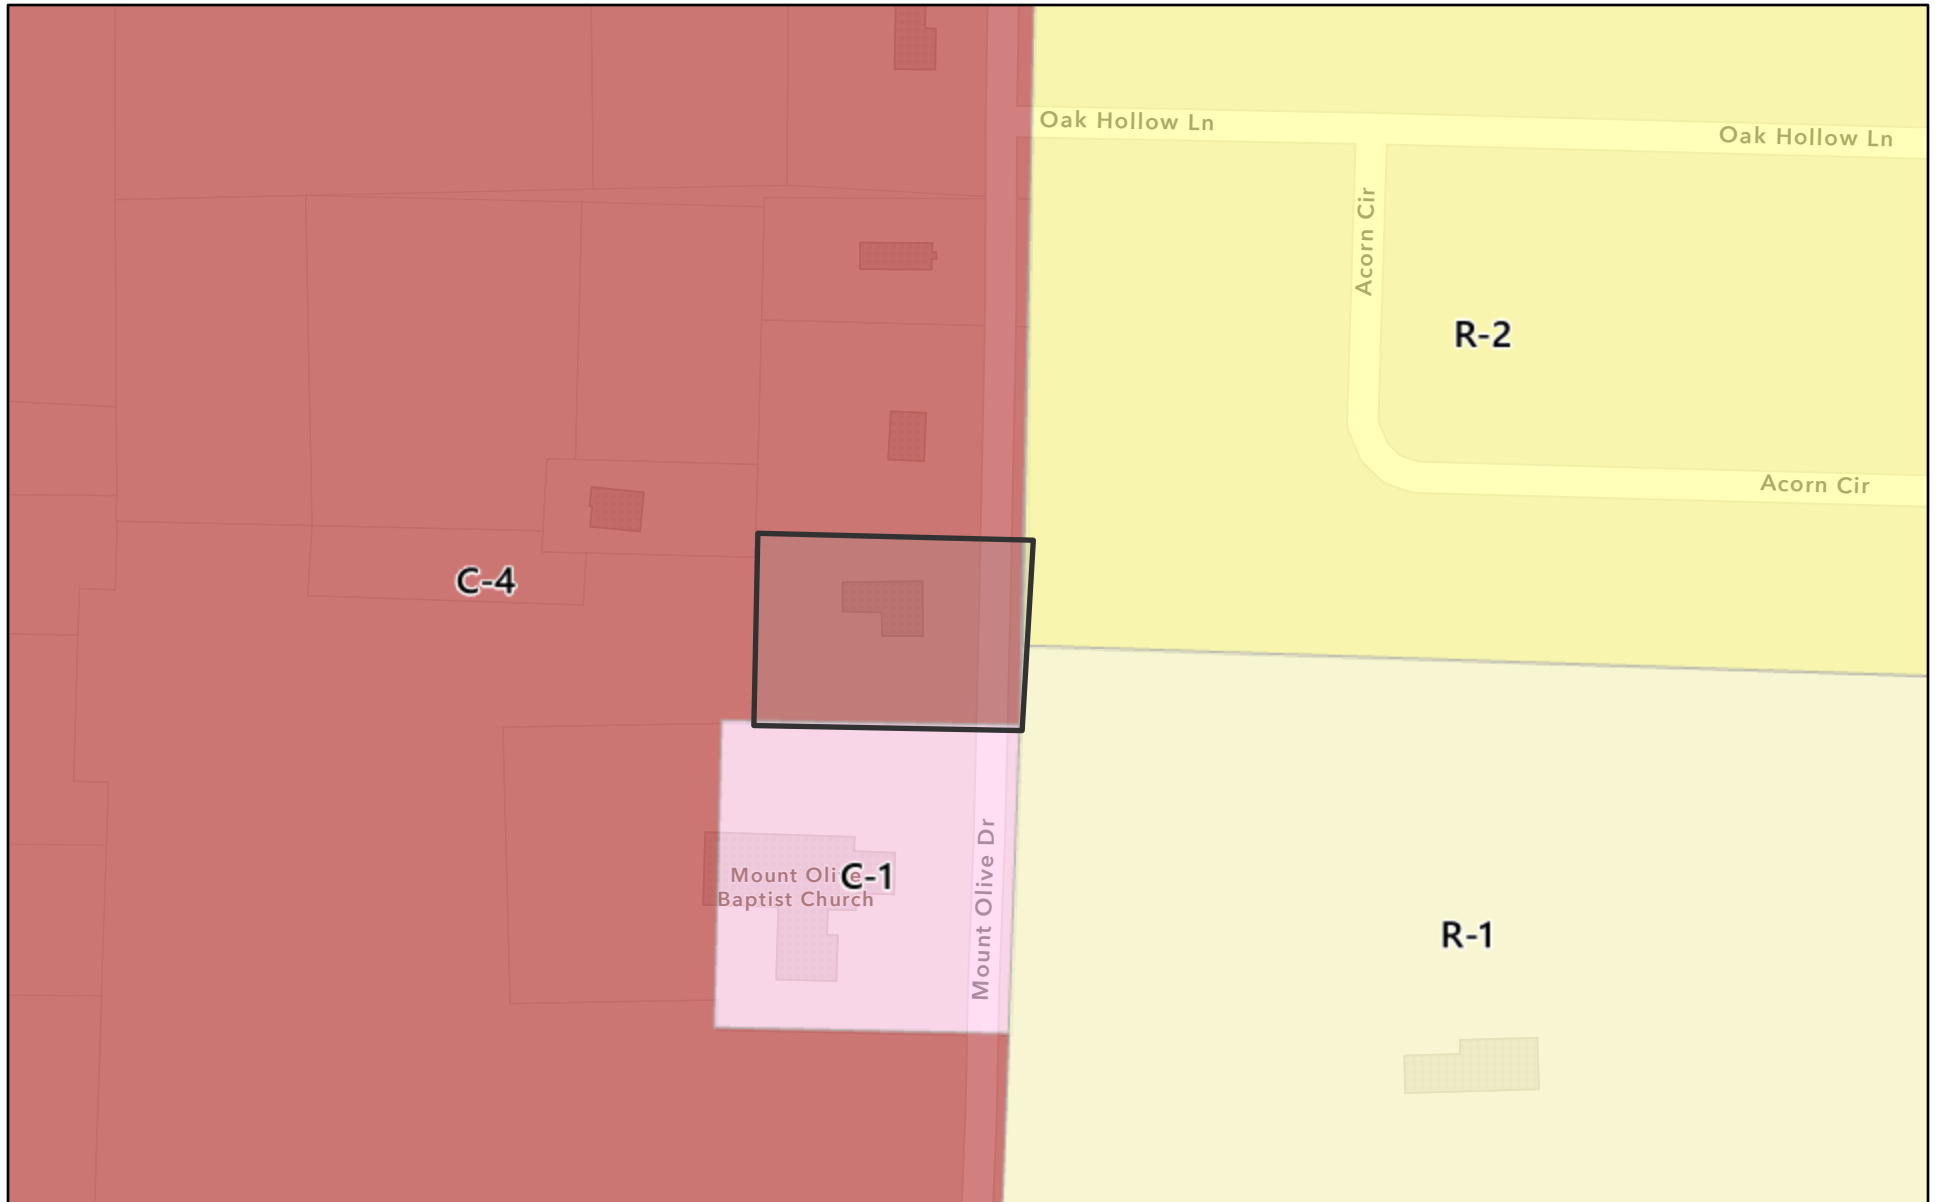 Oak Hollow Ln
Oak Hollow Ln
Acorn Cir
R-2
Acorn Cir
C-4
Mount Olive Dr
Mount Olive
Baptist Church
C-1
R-1